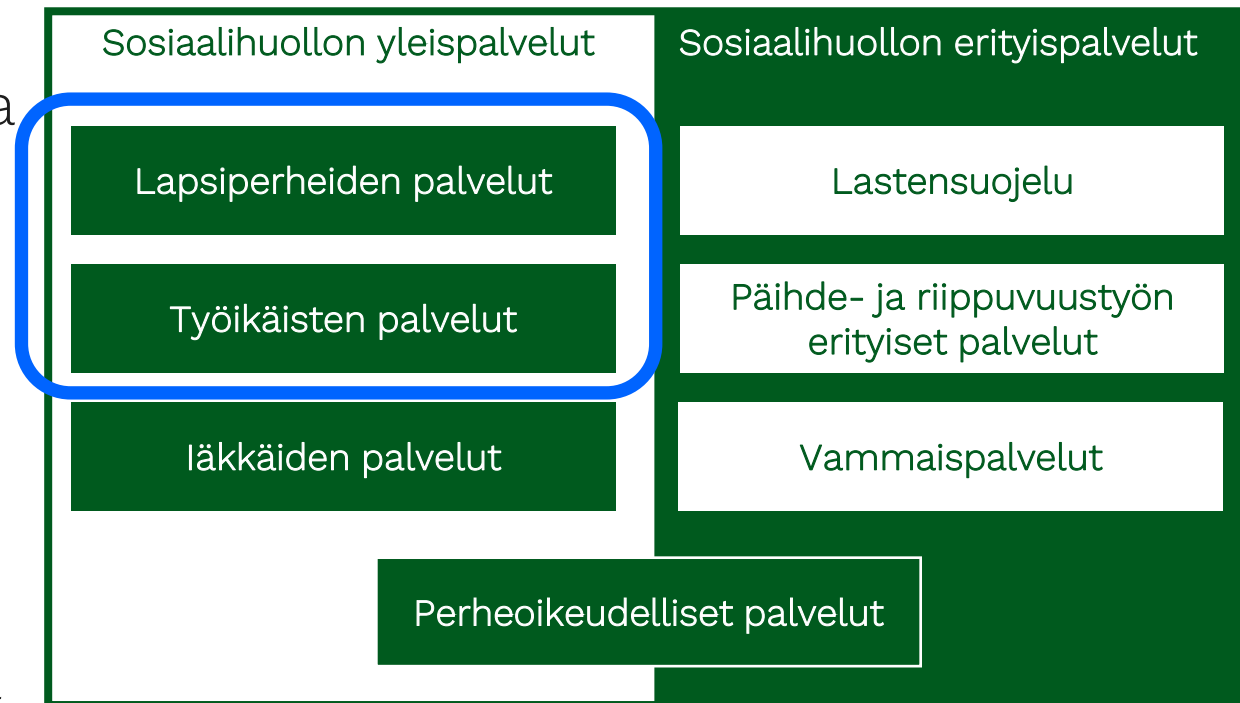 Sosiaalihuollon yleispalvelut
Lapsiperheiden palvelut
Työikäisten palvelut
Iäkkäiden palvelut
Sosiaalihuollon erityispalvelut
Lastensuojelu
Päihde- ja riippuvuustyön
erityiset palvelut
Vammaispalvelut
Perheoikeudelliset palvelut